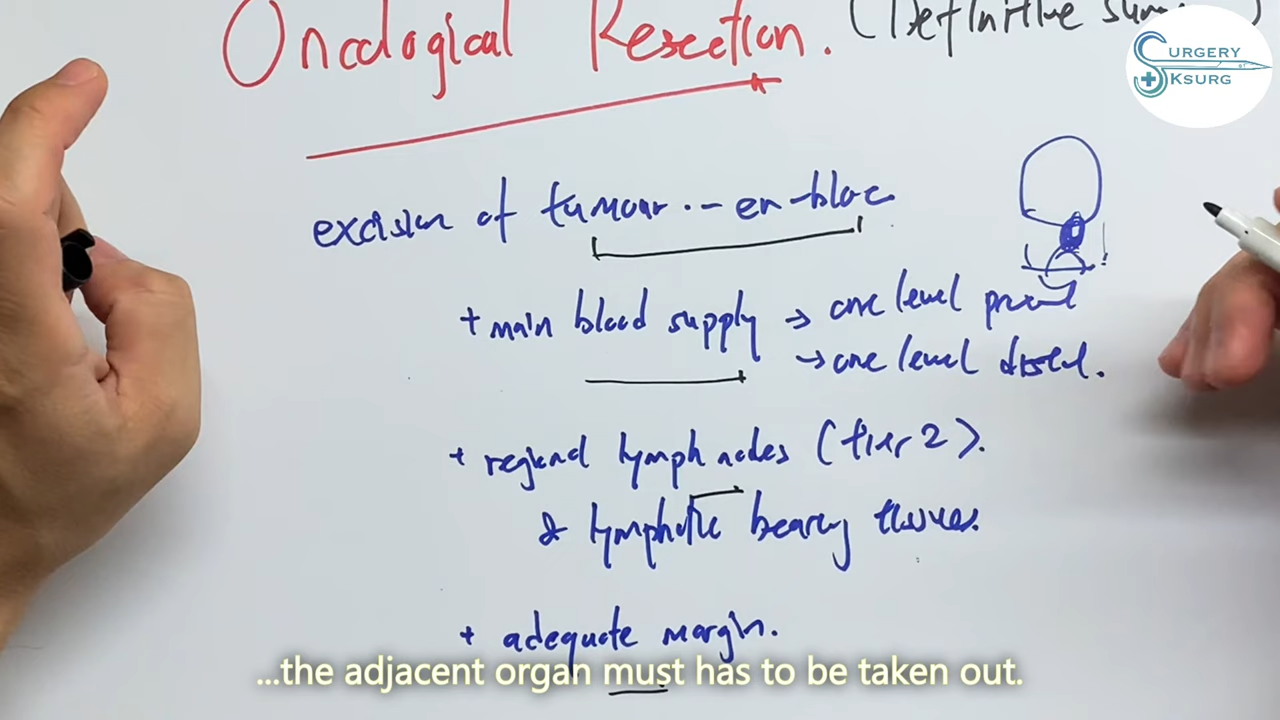 Oncological Resection. (Definitive
SURGERY
KSURG
excision of tumour -- en-bloc
+ main blood supply → one level
→ one level distal.
+ regional lymph nodes (tier 2).
& lymphatic bearing tissues.
+ adequate margin.
...the adjacent organ must has to be taken out.